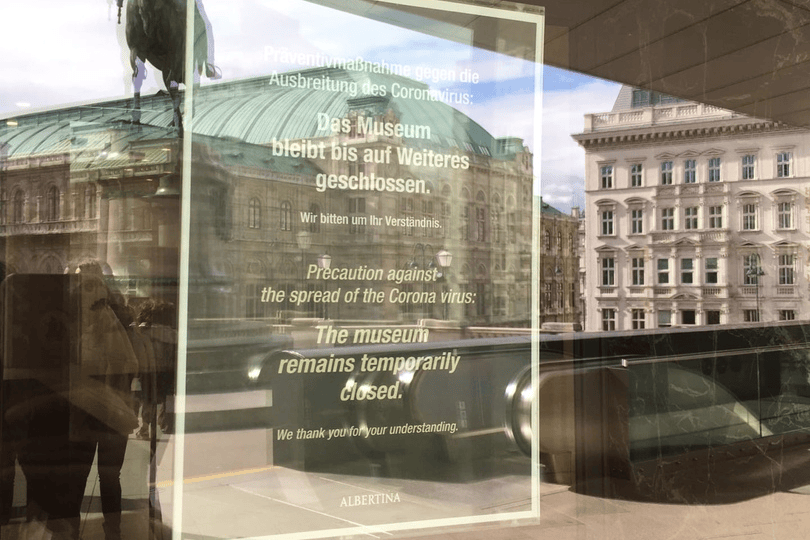 Präventivmaßnahme gegen die
Ausbreitung des Coronavirus:
Das Museum
bleibt bis auf Weiteres
geschlossen.
Wir bitten um Ihr Verständnis.
Precaution against
the spread of the Corona virus:
The museum
remains temporarily
closed.
We thank you for your understanding.
ALBERTINA